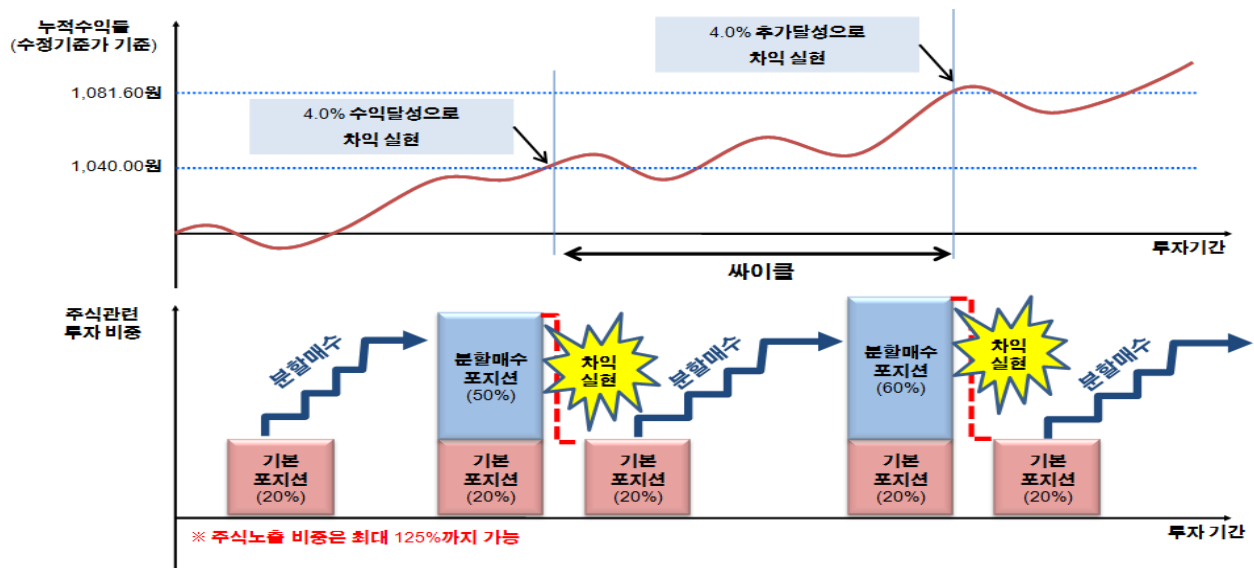 누적수익률
(수정기준가 기준)
4.0% 수익달성으로
차익 실현
4.0% 추가달성으로
차익 실현
1,081.60원
1,040.00원
투자기간
싸이클
주식관련
투자 비중
분할매수
분할매수
포지션
(50%)
차익
실현
분할매수
분할매수
포지션
(60%)
차익
실현
분할매수
기본
포지션
(20%)
기본
포지션
(20%)
기본
포지션
(20%)
기본
포지션
(20%)
기본
포지션
(20%)
※ 주식노출 비중은 최대 125%까지 가능
투자 기간